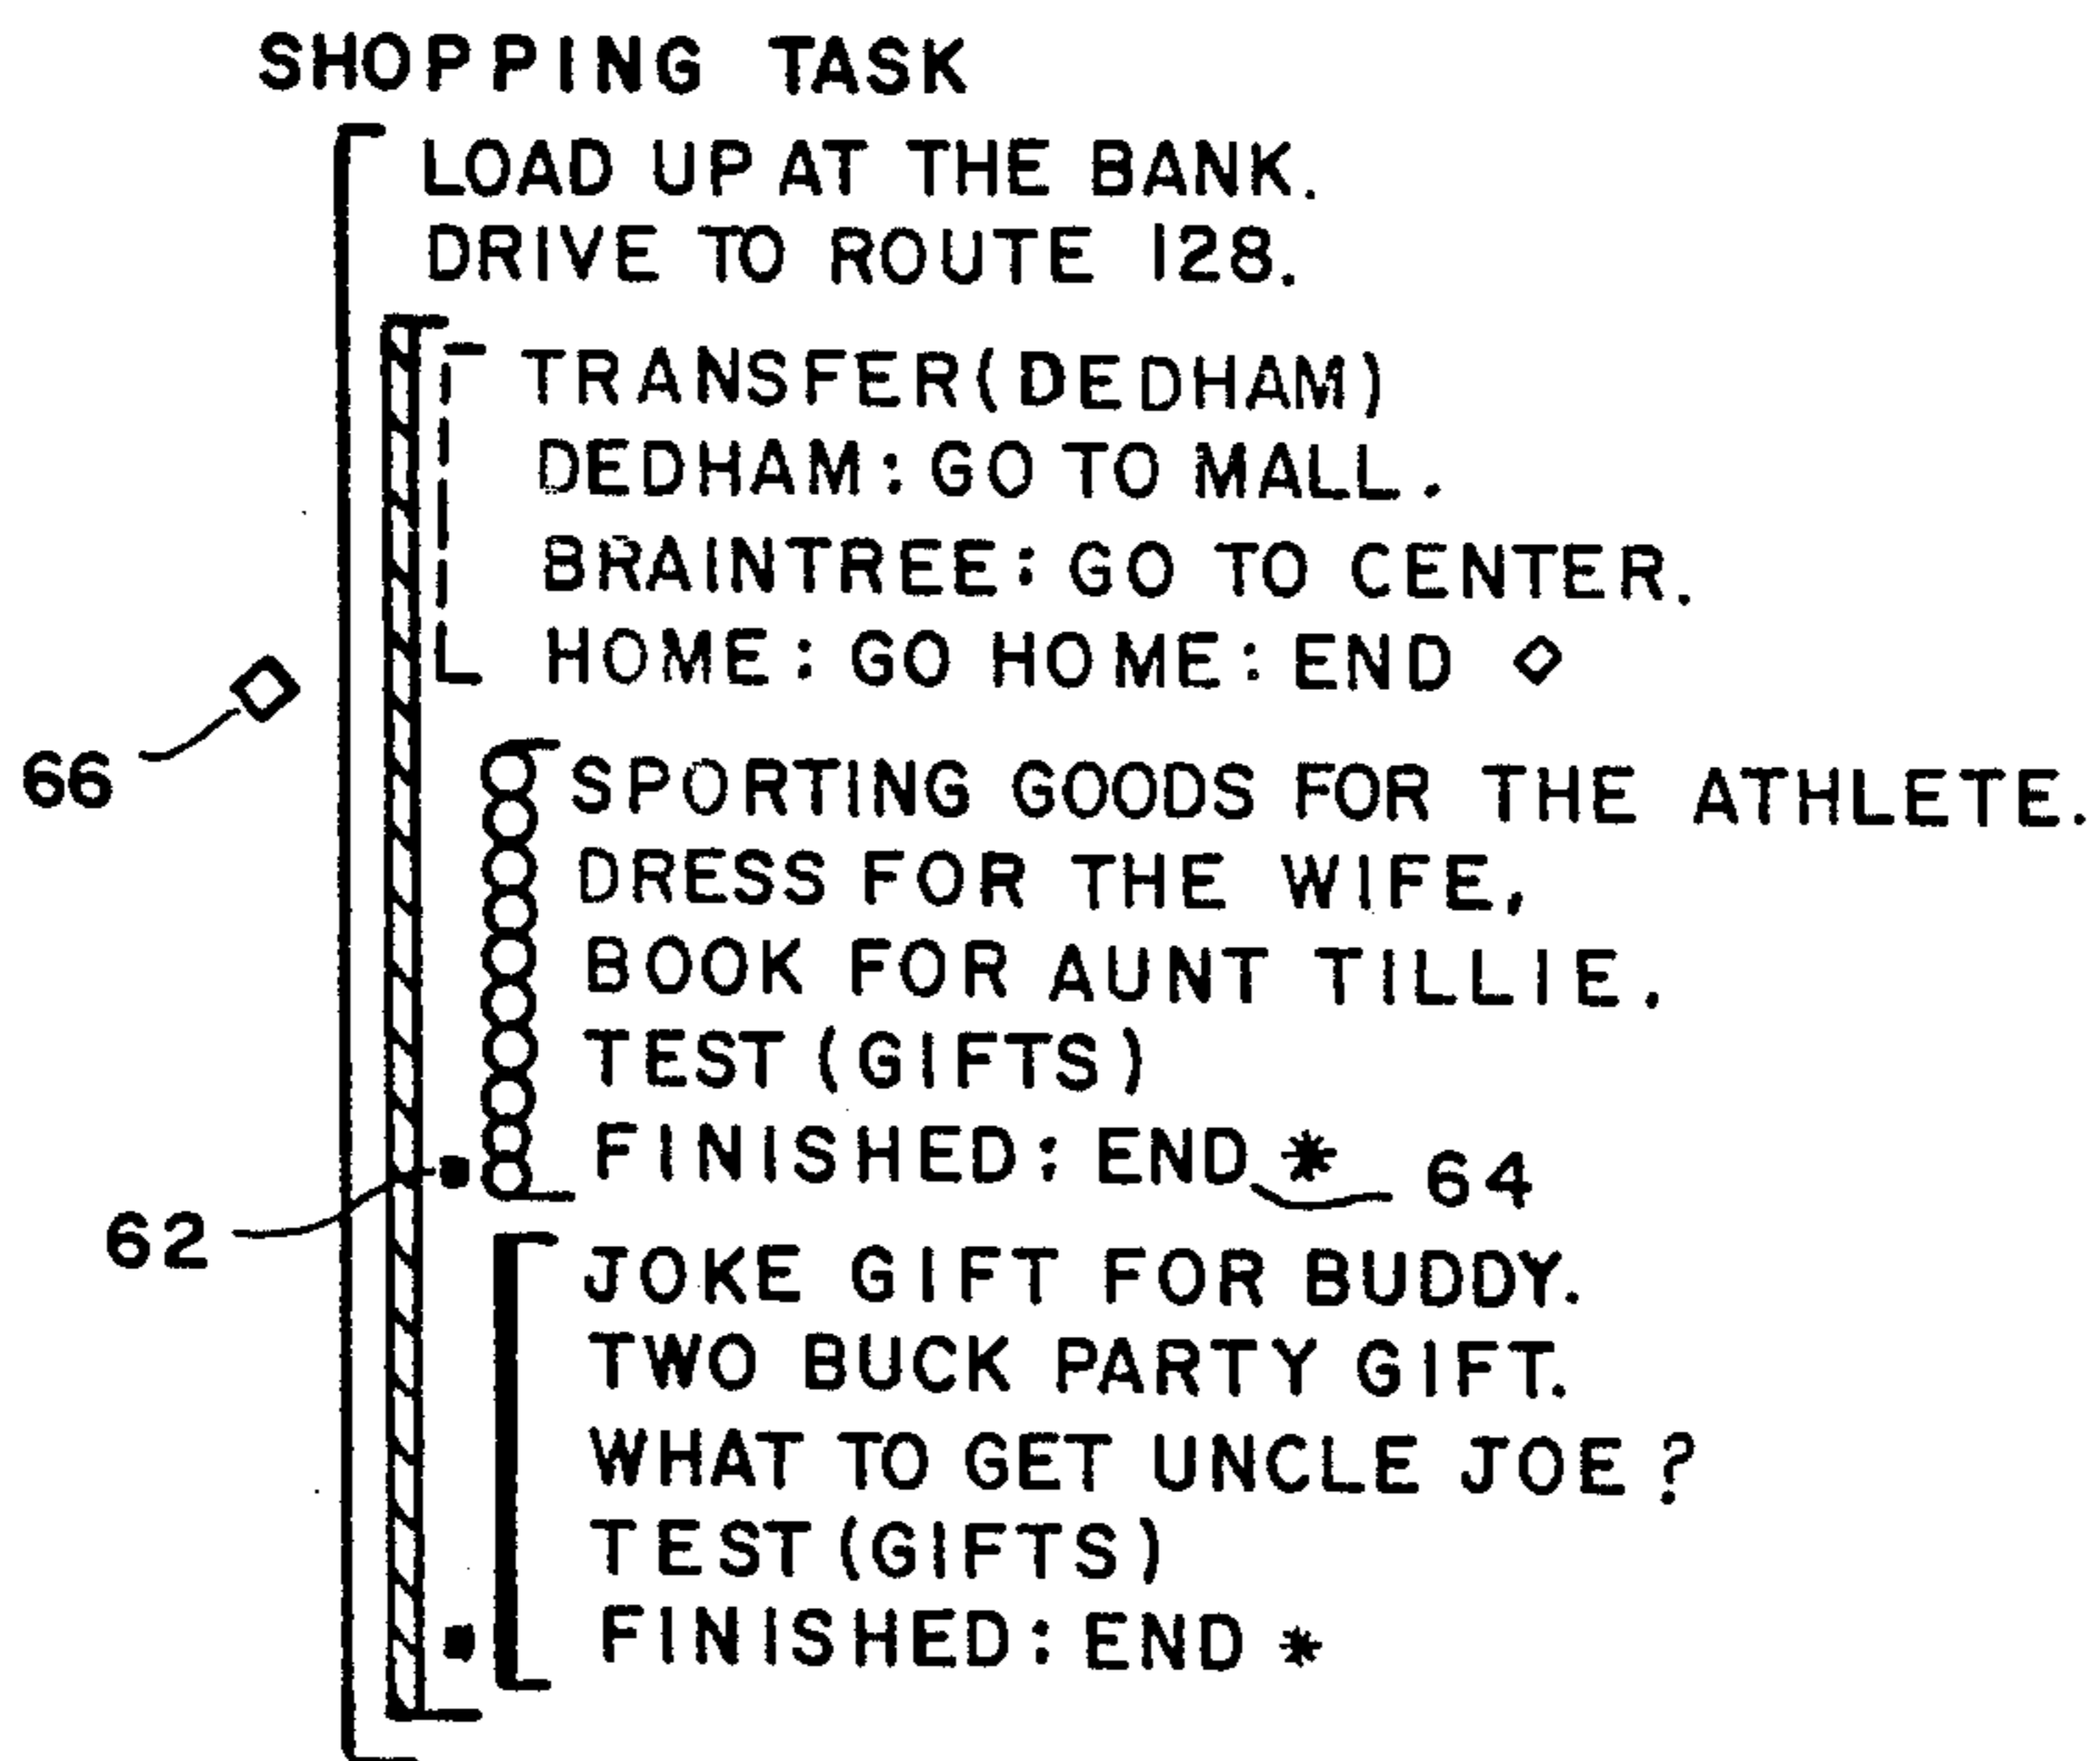 SHOPPING TASK
LOAD UP AT THE BANK.
DRIVE TO ROUTE 128.
TRANSFER(DEDHAM)
DEDHAM: GO TO MALL.
BRAINTREE: GO TO CENTER.
HOME: GO HOME: END ◇
66
SPORTING GOODS FOR THE ATHLETE.
DRESS FOR THE WIFE,
BOOK FOR AUNT TILLIE.
TEST (GIFTS)
FINISHED: END * 64
62
JOKE GIFT FOR BUDDY.
TWO BUCK PARTY GIFT.
WHAT TO GET UNCLE JOE?
TEST (GIFTS)
FINISHED: END *